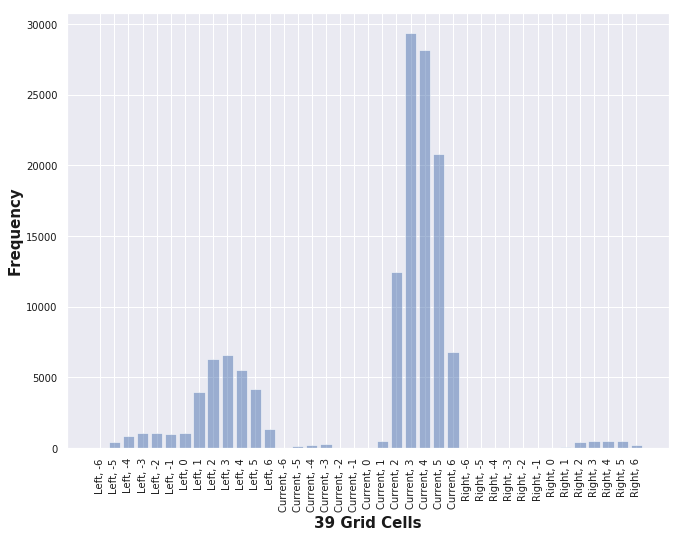 30000
25000
20000
15000
10000
5000
0
Frequency
Left, -6
Left, -5
Left, -4
Left, -3
Left, -2
Left, -1
Left, 0
Left, 1
Left, 2
Left, 3
Left, 4
Left, 5
Left, 6
Current, -6
Current, -5
Current, -4
Current, -3
Current, -2
Current, -1
Current, 0
Current, 1
Current, 2
Current, 3
Current, 4
Current, 5
Current, 6
Right, -6
Right, -5
Right, -4
Right, -3
Right, -2
Right, -1
Right, 0
Right, 1
Right, 2
Right, 3
Right, 4
Right, 5
Right, 6
39 Grid Cells